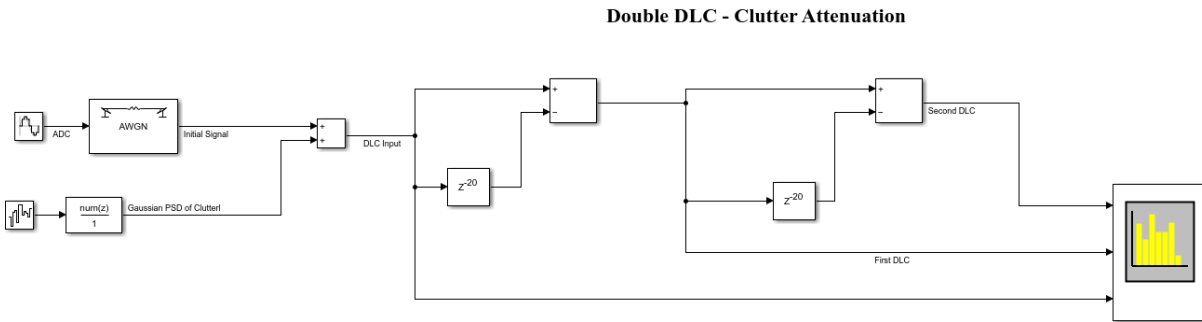 Double DLC - Clutter Attenuation
AWGN
ADC
Initial Signal
+
+
DLC Input
+
−
Z-20
+
−
Second DLC
Z-20
num(z)
1
Gaussian PSD of Clutterl
First DLC